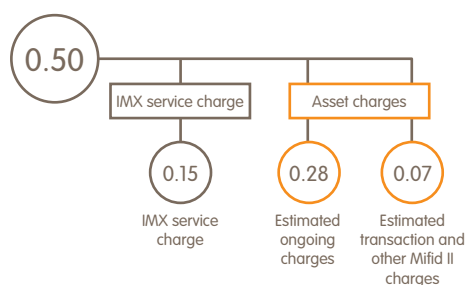 0.50
IMX service charge
Asset charges
0.15
0.28
0.07
IMX service
charge
Estimated
ongoing
charges
Estimated
transaction and
other Mifid II
charges